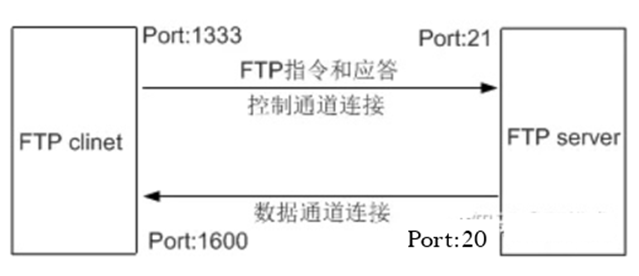 Port:1333
Port:21
FTP指令和应答
控制通道连接
FTP clinet
FTP server
数据通道连接
Port:1600
Port:20